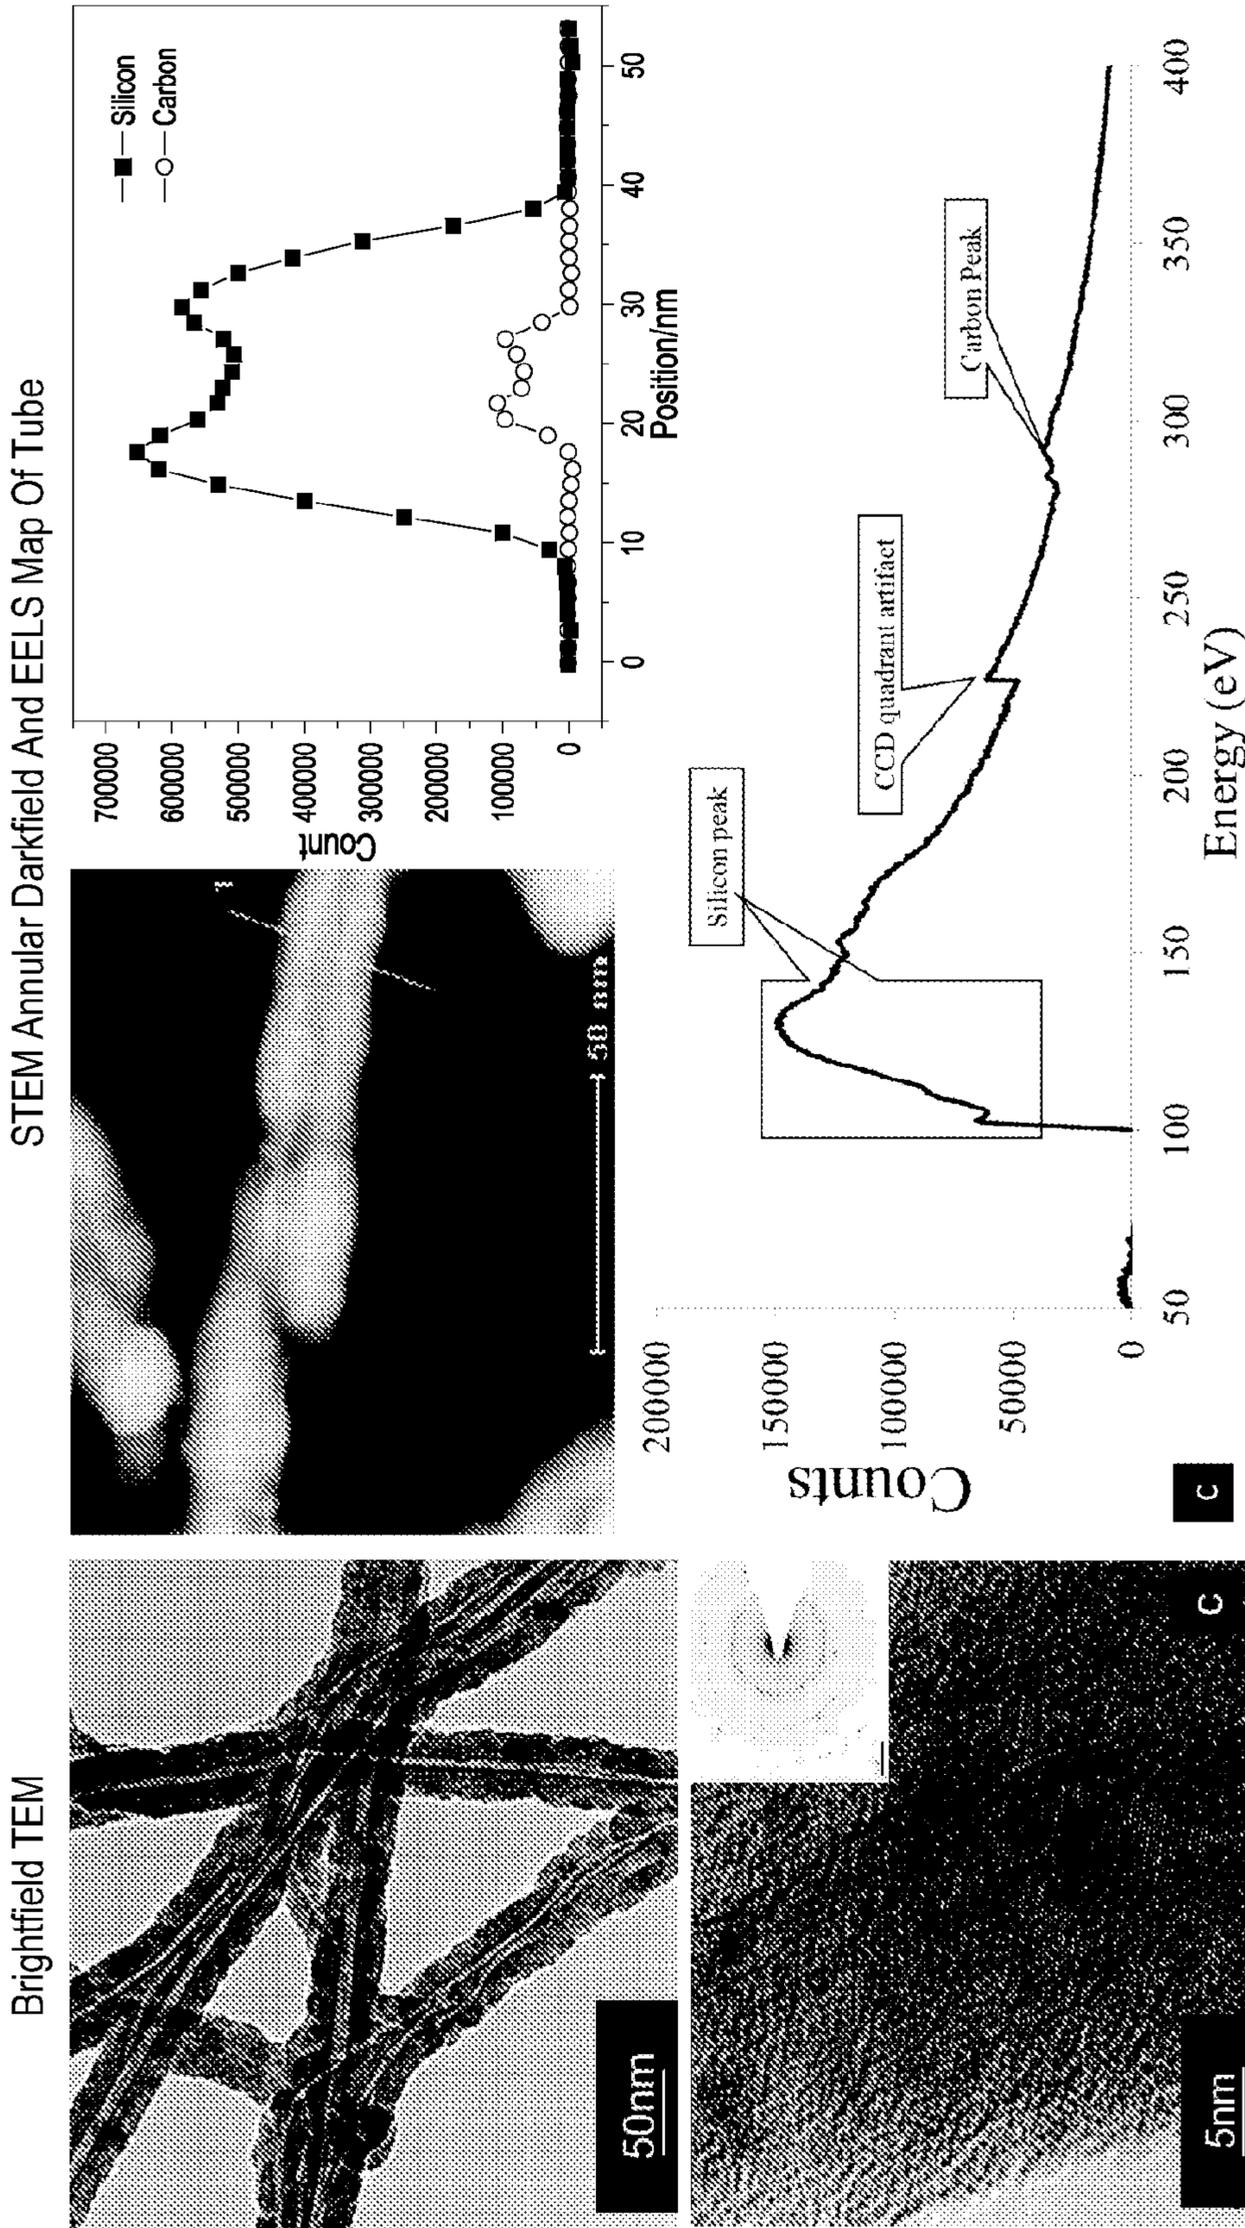 Brightfield TEM
STEM Annular Darkfield And EELS Map Of Tube
50nm
50 nm
Count
700000
600000
500000
400000
300000
200000
100000
0
Silicon
Carbon
0
10
20
30
40
50
Position/nm
5nm
c
Counts
200000
150000
100000
50000
0
Silicon peak
CCD quadrant artifact
Carbon Peak
50
100
150
200
250
300
350
400
Energy (eV)
c